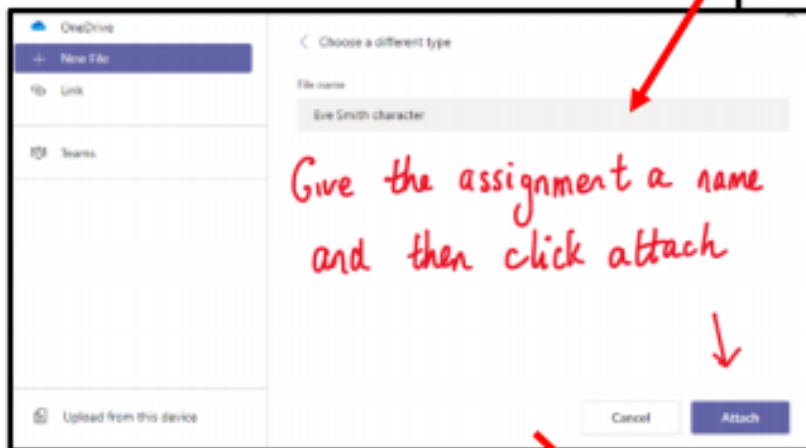 OneDrive
+ New File
Link
Teams
Upload from this device
< Choose a different type
File name
Eve Smith character
Give the assignment a name
and then click attach
Cancel
Attach